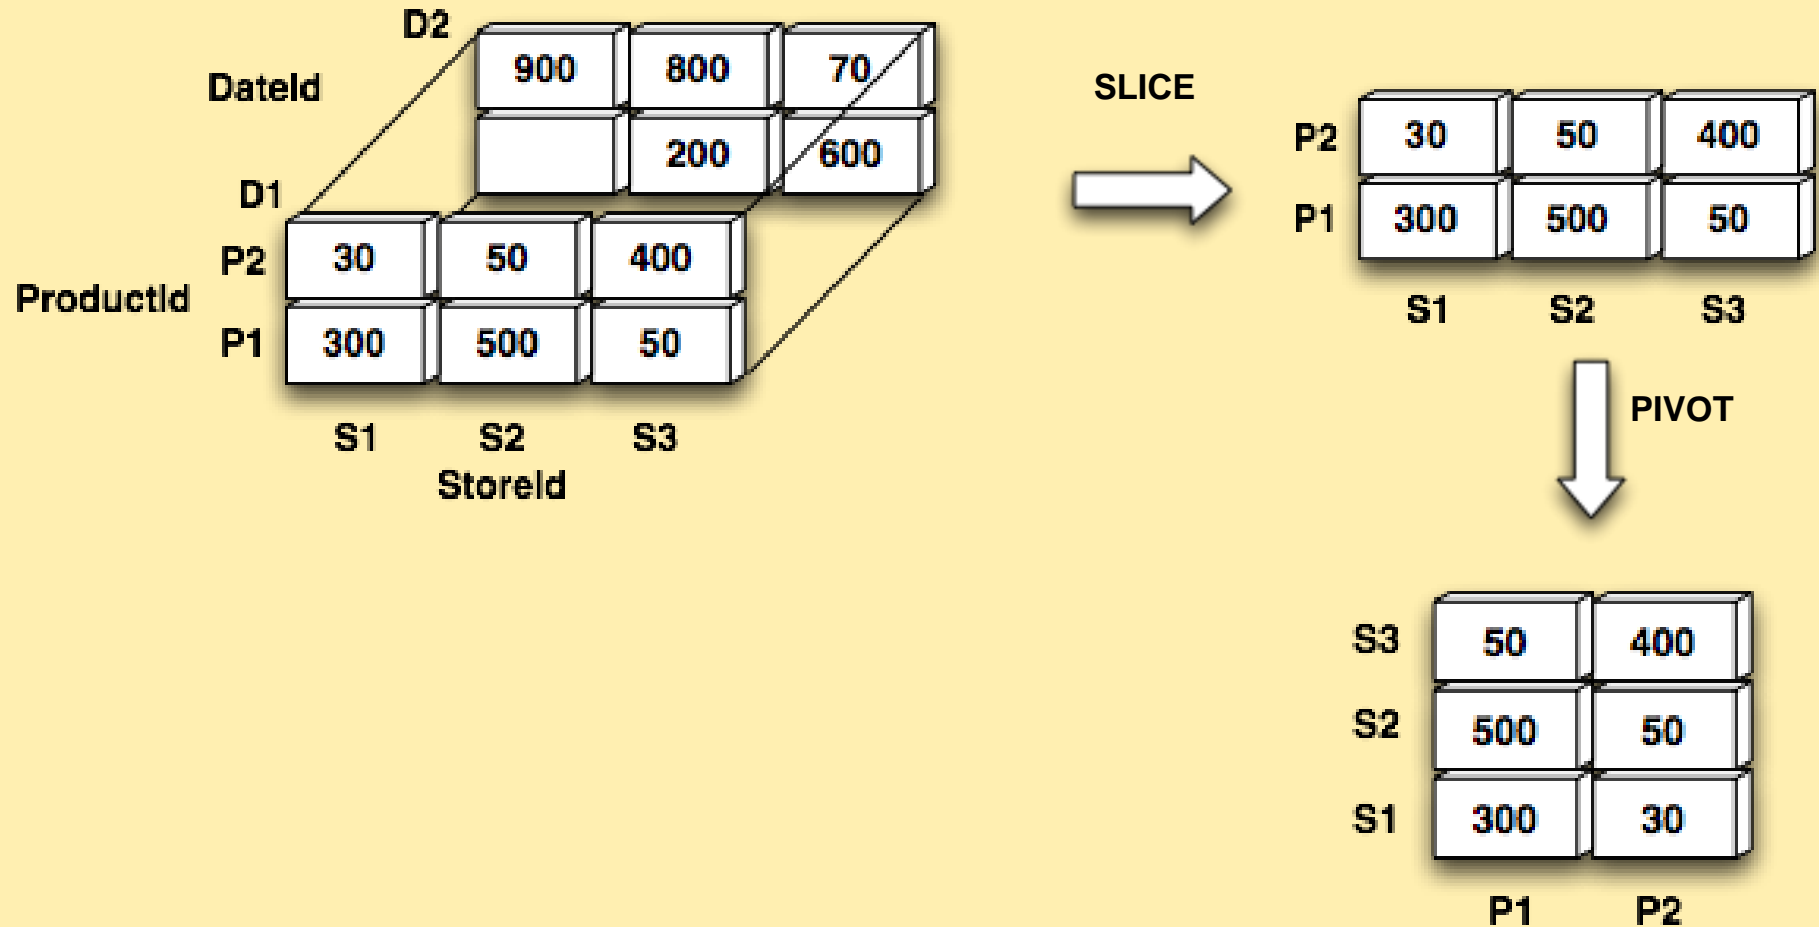 D2
DateId
900 800 70
200 600
D1
P2 30 50 400
ProductId
P1 300 500 50
S1 S2 S3
StoreId
SLICE
P2 30 50 400
P1 300 500 50
S1 S2 S3
PIVOT
S3 50 400
S2 500 50
S1 300 30
P1 P2